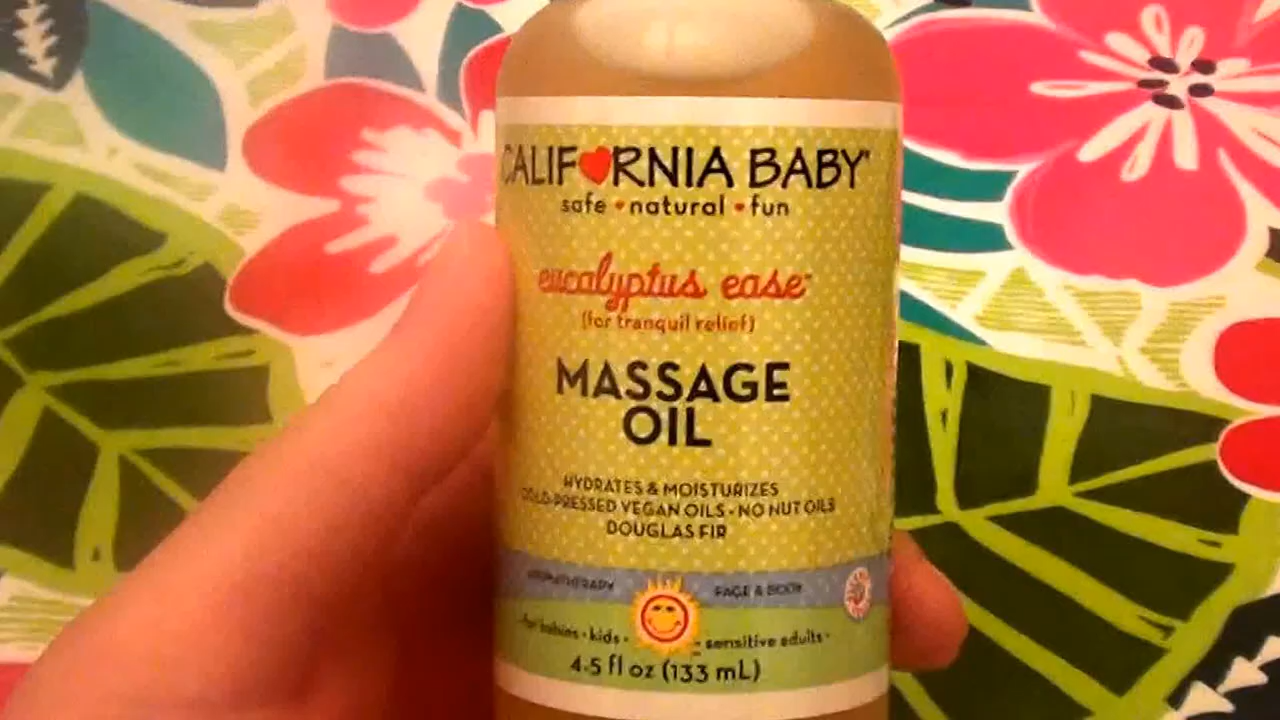 CALIFORNIA BABY
safe • natural • fun
eucalyptus ease™
(for tranquil relief)
MASSAGE
OIL
HYDRATES & MOISTURIZES
COLD-PRESSED VEGAN OILS • NO NUT OILS
DOUGLAS FIR
AROMATHERAPY FACE & BODY
for babies • kids • sensitive adults •
4.5 fl oz (133 mL)